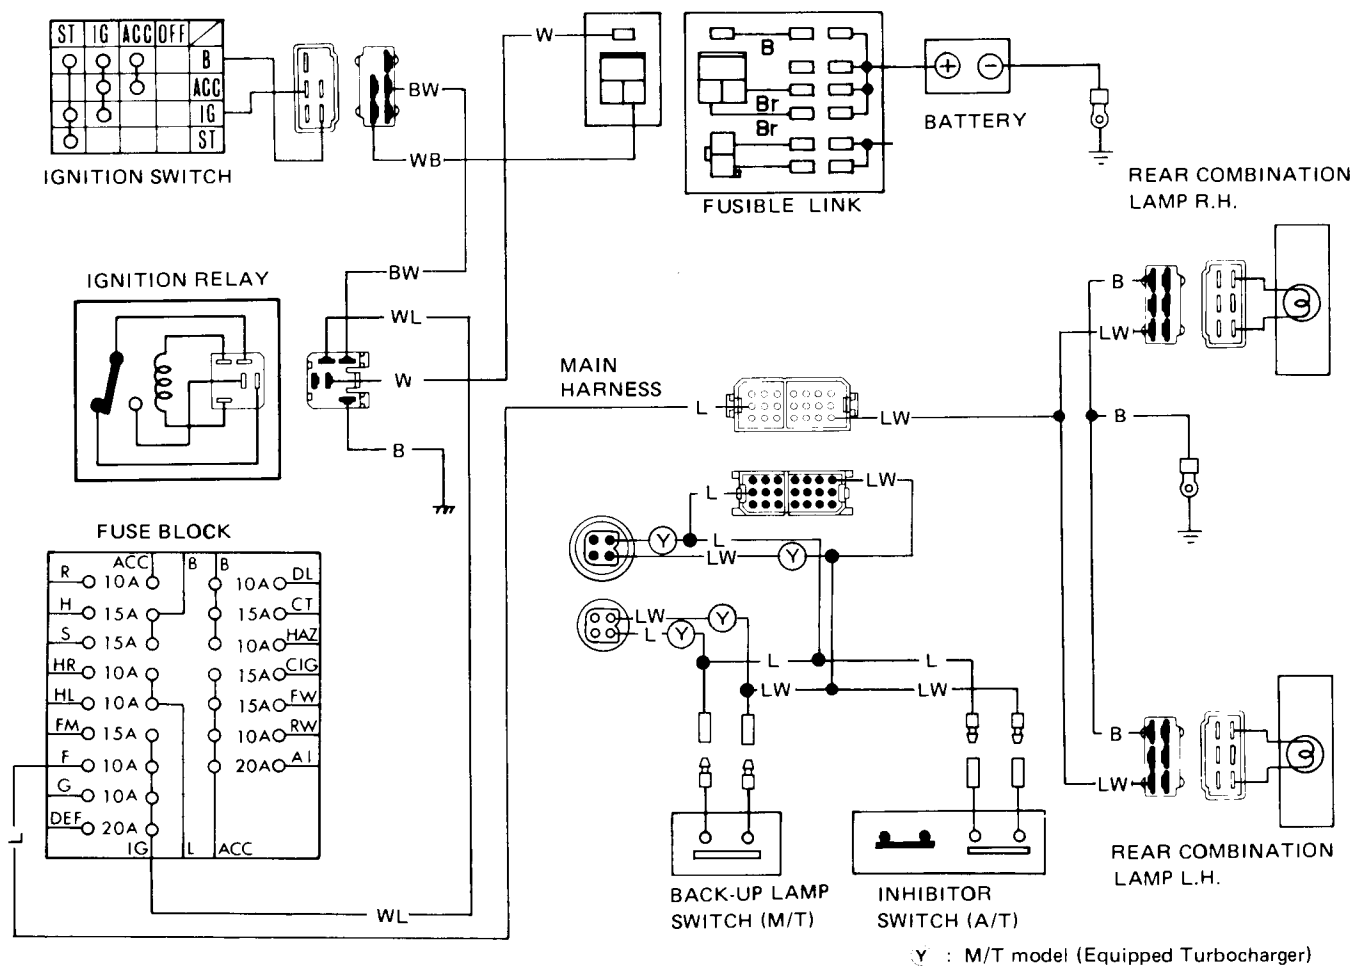 ST IG ACC OFF
B
ACC
IG
ST
IGNITION SWITCH
BW
WB
W
B
Br
Br
FUSIBLE LINK
BATTERY
REAR COMBINATION
LAMP R.H.
IGNITION RELAY
BW
WL
W
B
MAIN
HARNESS
L
LW
B
LW
B
L
LW
FUSE BLOCK
ACC B B
R 10A 10A DL
H 15A 15A CT
S 15A 10A HAZ
HR 10A 15A CIG
HL 10A 15A FW
FM 15A 10A RW
F 10A 20A AI
G 10A
DEF 20A
IG L ACC
L
WL
Y L
LW Y
LW Y
L Y
L L
LW LW
B
LW
BACK-UP LAMP
SWITCH (M/T)
INHIBITOR
SWITCH (A/T)
REAR COMBINATION
LAMP L.H.
Y : M/T model (Equipped Turbocharger)